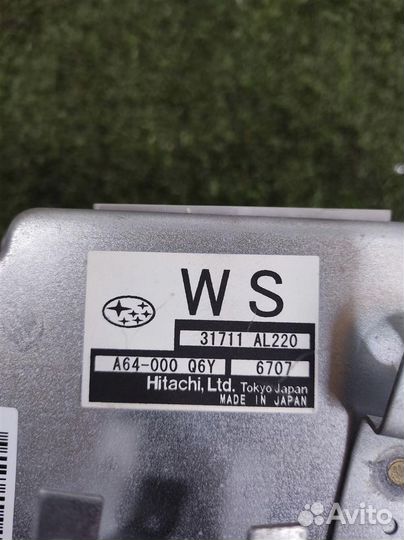 WS
31711 AL220
A64-000 Q6Y 6707
Hitachi, Ltd. Tokyo Japan
MADE IN JAPAN
Avito